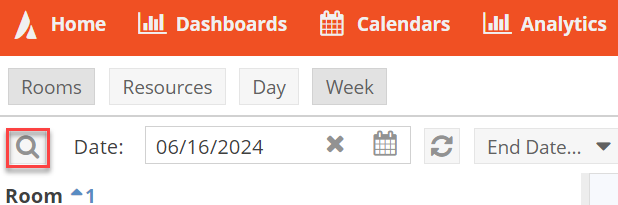 Home Dashboards Calendars Analytics
Rooms Resources Day Week
Date: 06/16/2024 End Date...
Room 1